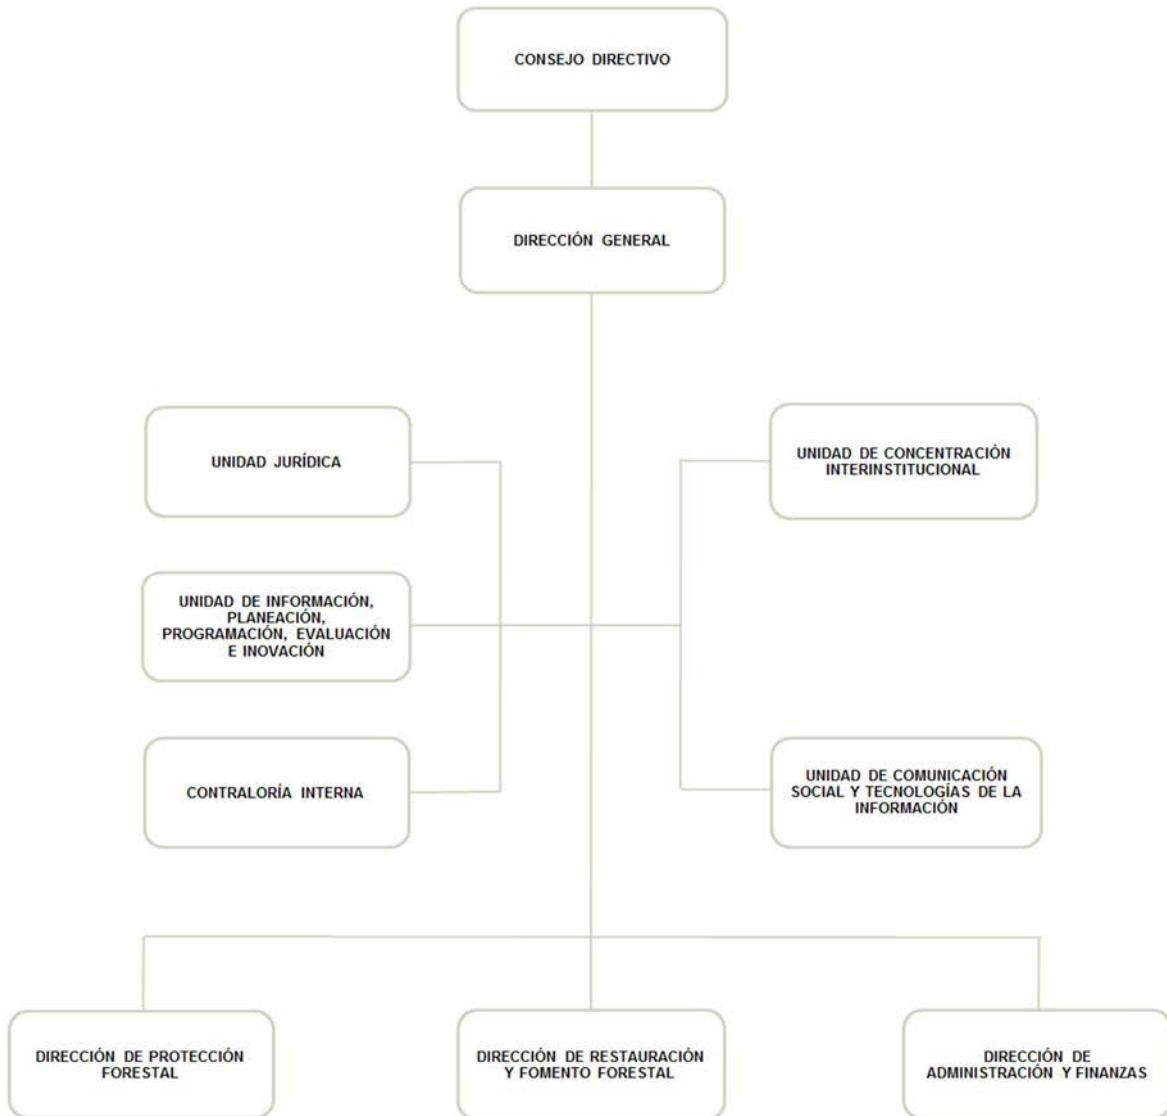 CONSEJO DIRECTIVO
DIRECCIÓN GENERAL
UNIDAD JURÍDICA
UNIDAD DE CONCENTRACIÓN
INTERINSTITUCIONAL
UNIDAD DE INFORMACIÓN,
PLANEACIÓN,
PROGRAMACIÓN, EVALUACIÓN
E INOVACIÓN
CONTRALORÍA INTERNA
UNIDAD DE COMUNICACIÓN
SOCIAL Y TECNOLOGÍAS DE LA
INFORMACIÓN
DIRECCIÓN DE PROTECCIÓN
FORESTAL
DIRECCIÓN DE RESTAURACIÓN
Y FOMENTO FORESTAL
DIRECCIÓN DE
ADMINISTRACIÓN Y FINANZAS